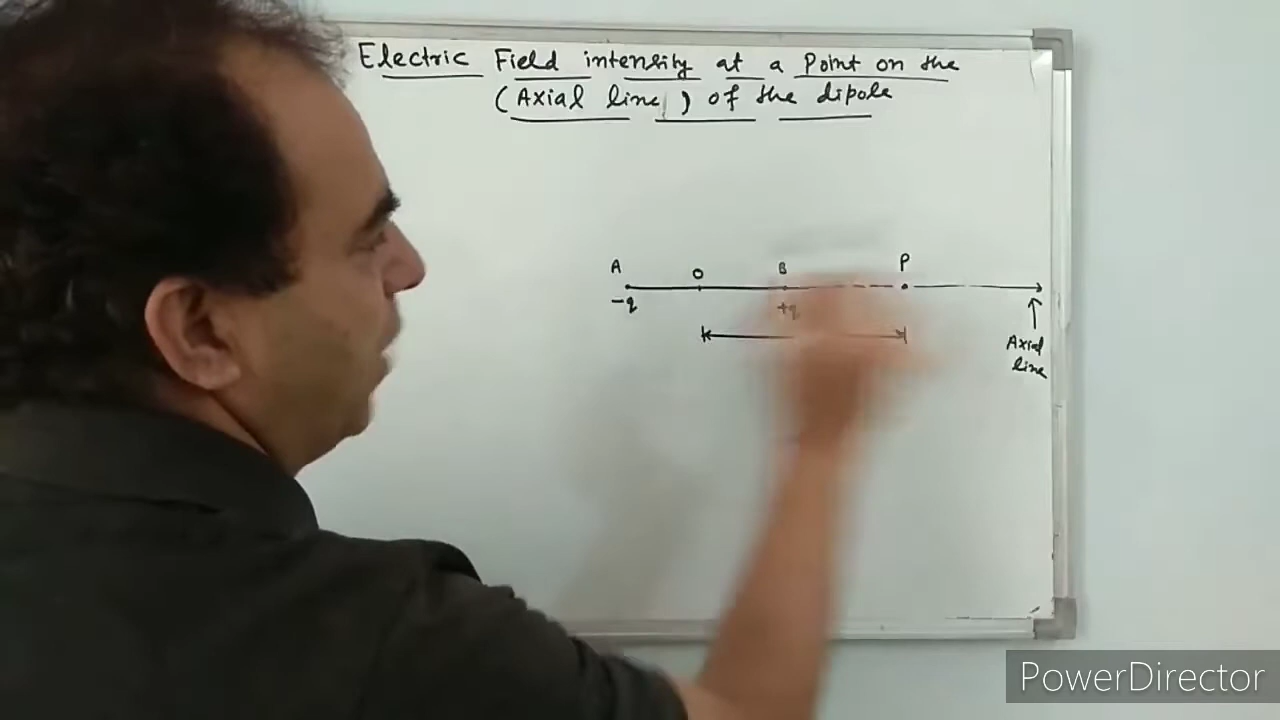 Electric Field intensity at a Point on the
(Axial line) of the dipole
A O B P
-q +q
Axial
line
PowerDirector